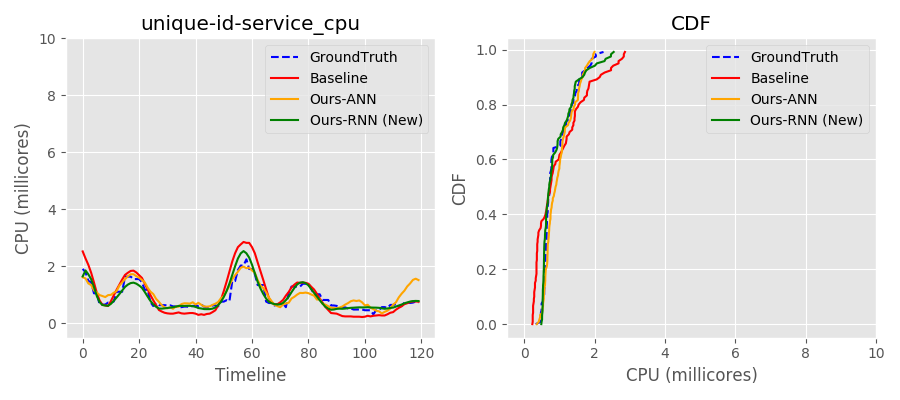 unique-id-service_cpu
CPU (millicores)
10
8
6
4
2
0
GroundTruth
Baseline
Ours-ANN
Ours-RNN (New)
0 20 40 60 80 100 120
Timeline
CDF
CDF
1.0
0.8
0.6
0.4
0.2
0.0
GroundTruth
Baseline
Ours-ANN
Ours-RNN (New)
0 2 4 6 8 10
CPU (millicores)